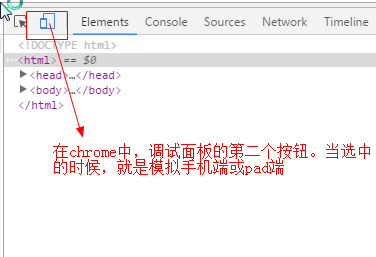 Elements Console Sources Network Timeline
<!DOCTYPE html>
···<html> == $0
▶<head>…</head>
▶<body>…</body>
</html>
在chrome中，调试面板的第二个按钮。当选中
的时候，就是模拟手机端或pad端